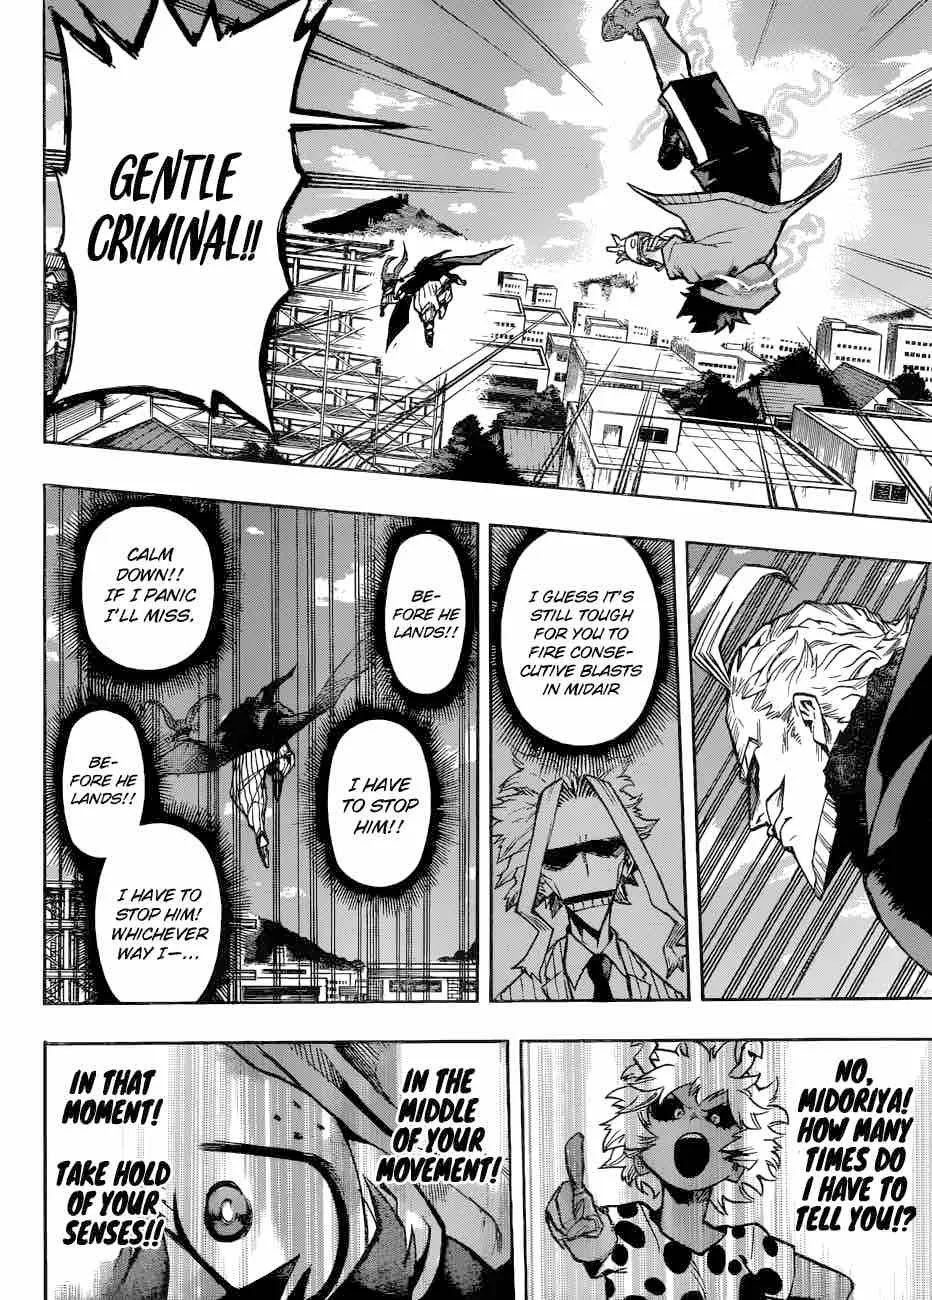 GENTLE
CRIMINAL!!
I GUESS IT'S
STILL TOUGH
FOR YOU TO
FIRE CONSE-
CUTIVE BLASTS
IN MIDAIR
BE-
FORE HE
LANDS!!
I HAVE
TO STOP
HIM!!
CALM
DOWN!!
IF I PANIC
I'LL MISS.
BE-
FORE HE
LANDS!!
I HAVE TO
STOP HIM!
WHICHEVER
WAY I–...
NO,
MIDORIYA!
HOW MANY
TIMES DO
I HAVE TO
TELL YOU!?
IN THE
MIDDLE
OF YOUR
MOVEMENT!
IN THAT
MOMENT!
TAKE HOLD
OF YOUR
SENSES!!